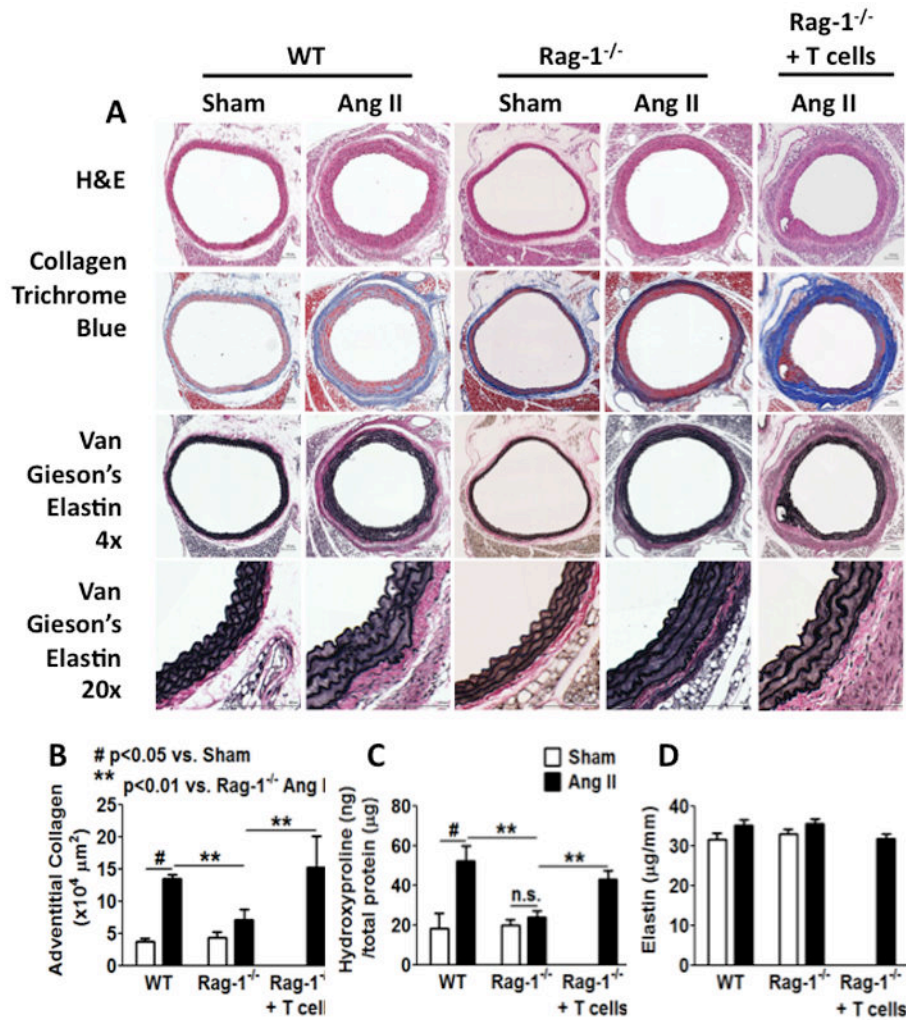 Rag-1-/-
+ T cells
WT
Rag-1-/-
Sham
Ang II
Sham
Ang II
Ang II
A
H&E
Collagen
Trichrome
Blue
Van
Gieson's
Elastin
4x
Van
Gieson's
Elastin
20x
B
# p<0.05 vs. Sham
** p<0.01 vs. Rag-1-/- Ang I
Adventitial Collagen
(x10⁴ µm²)
25
20
15
10
5
0
#
**
**
WT
Rag-1-/-
Rag-1-/
+ T cell
C
Sham
Ang II
Hydroxyproline (ng)
/total protein (µg)
80
60
40
20
0
#
**
n.s.
**
WT
Rag-1-/-
Rag-1-/-
+ T cells
D
Elastin (µg/mm)
40
30
20
10
0
WT
Rag-1-/-
Rag-1-/-
+ T cells